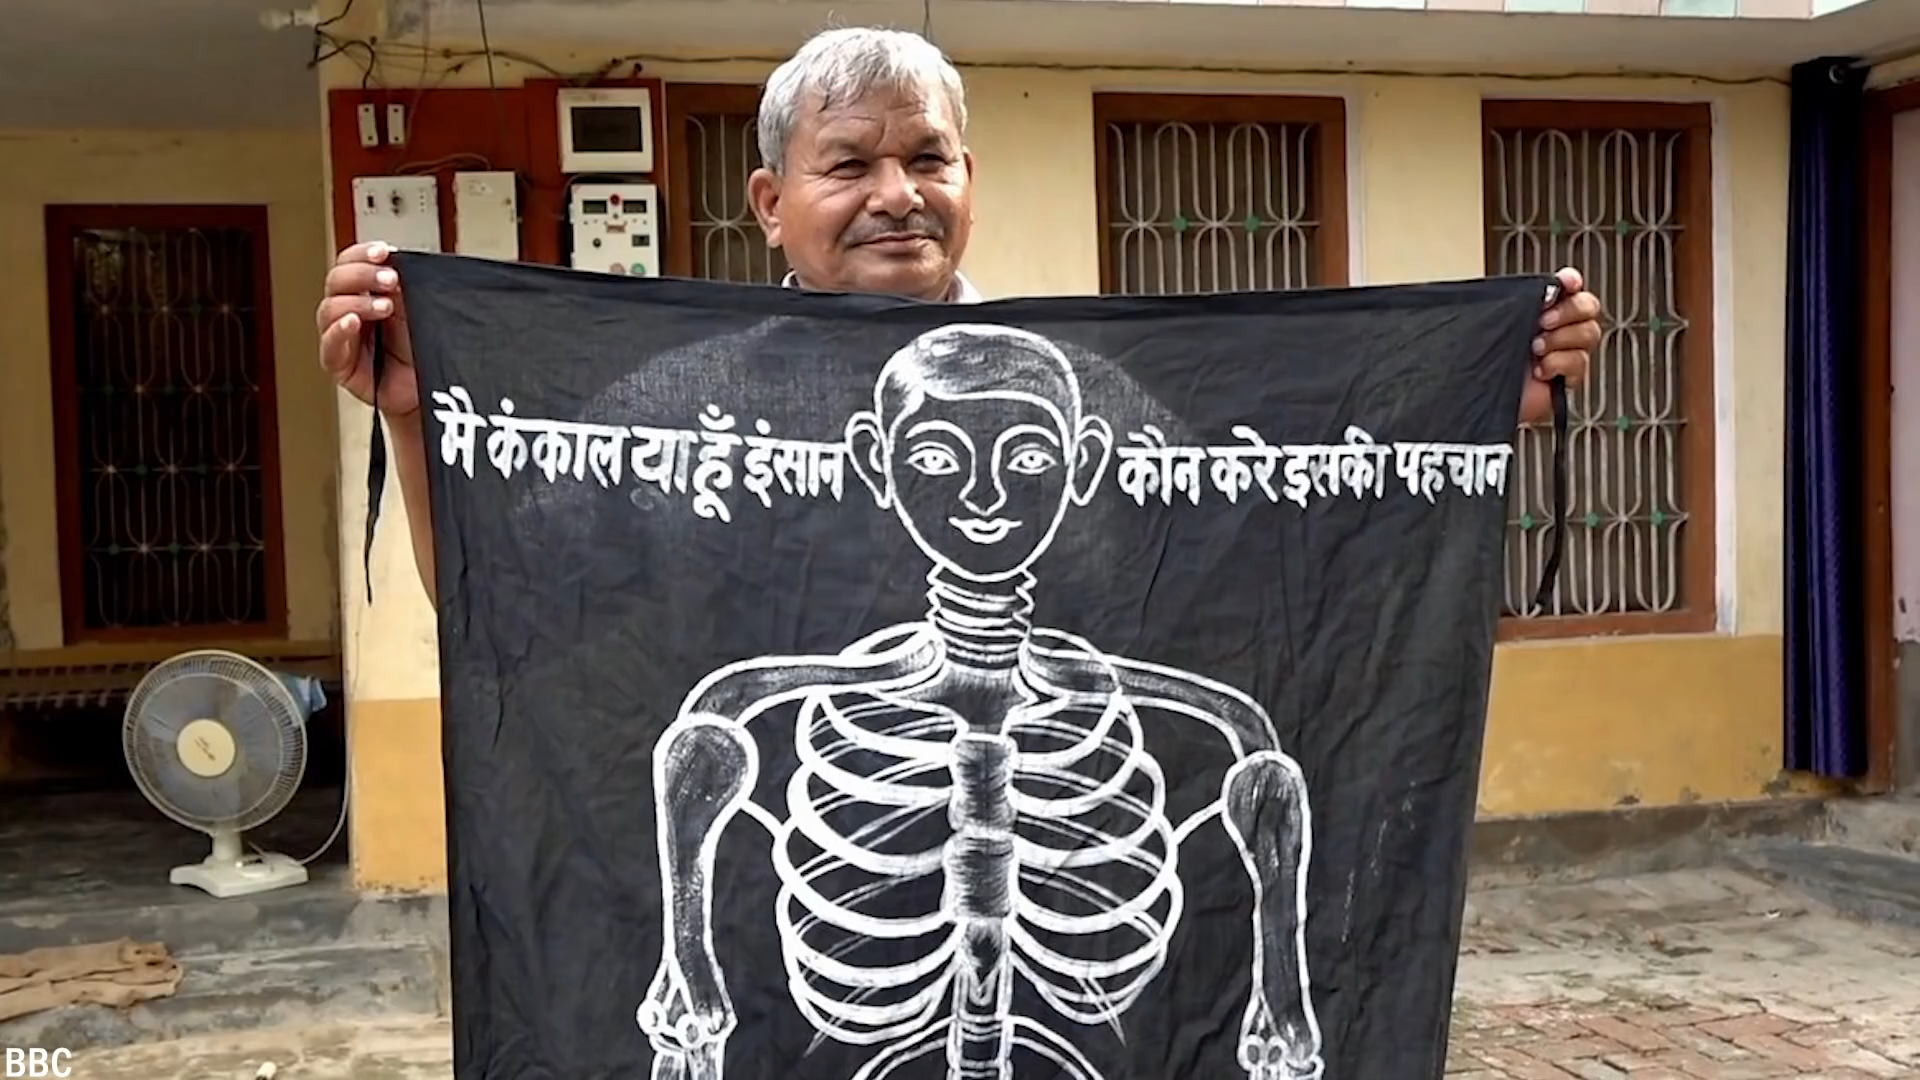 मै कंकाल या हूँ इंसान कौन करे इसकी पहचान
BBC